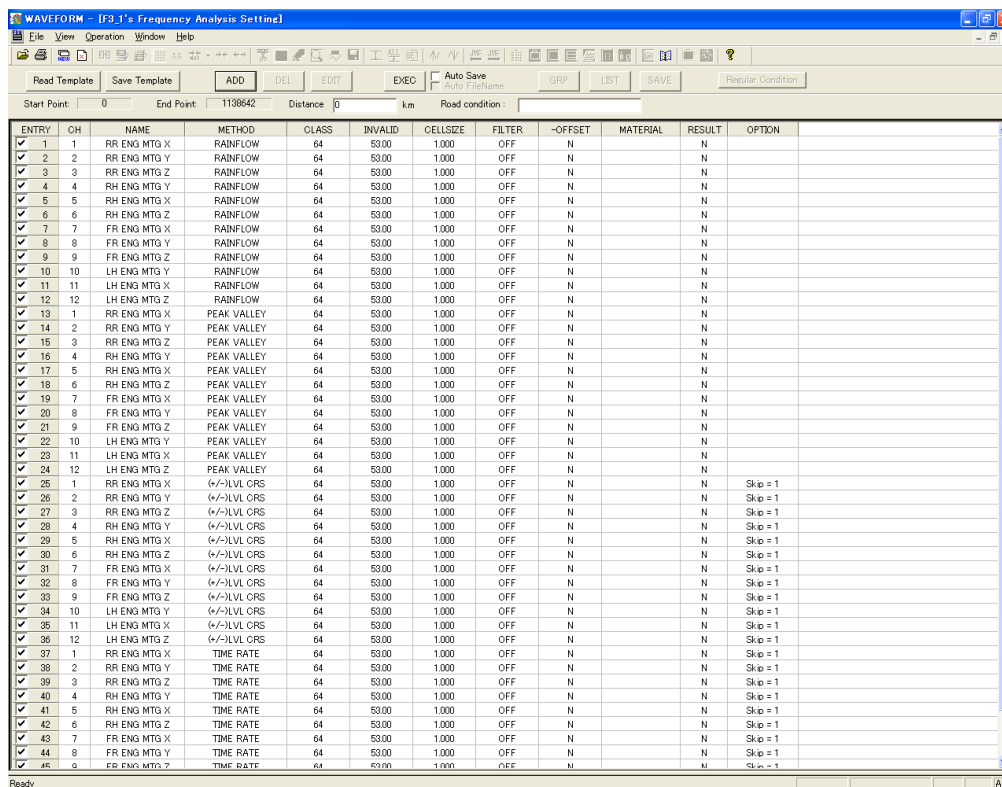 WAVEFORM - [F3_1's Frequency Analysis Setting]
File View Operation Window Help
Read Template Save Template ADD DEL EDIT EXEC Auto Save Auto FileName GRP LIST SAVE Regular Condition
Start Point: 0 End Point: 1138642 Distance 0 km Road condition :
ENTRY CH NAME METHOD CLASS INVALID CELLSIZE FILTER -OFFSET MATERIAL RESULT OPTION
1 1 RR ENG MTG X RAINFLOW 64 53.00 1.000 OFF N N
2 2 RR ENG MTG Y RAINFLOW 64 53.00 1.000 OFF N N
3 3 RR ENG MTG Z RAINFLOW 64 53.00 1.000 OFF N N
4 4 RH ENG MTG Y RAINFLOW 64 53.00 1.000 OFF N N
5 5 RH ENG MTG X RAINFLOW 64 53.00 1.000 OFF N N
6 6 RH ENG MTG Z RAINFLOW 64 53.00 1.000 OFF N N
7 7 FR ENG MTG X RAINFLOW 64 53.00 1.000 OFF N N
8 8 FR ENG MTG Y RAINFLOW 64 53.00 1.000 OFF N N
9 9 FR ENG MTG Z RAINFLOW 64 53.00 1.000 OFF N N
10 10 LH ENG MTG Y RAINFLOW 64 53.00 1.000 OFF N N
11 11 LH ENG MTG X RAINFLOW 64 53.00 1.000 OFF N N
12 12 LH ENG MTG Z RAINFLOW 64 53.00 1.000 OFF N N
13 1 RR ENG MTG X PEAK VALLEY 64 53.00 1.000 OFF N N
14 2 RR ENG MTG Y PEAK VALLEY 64 53.00 1.000 OFF N N
15 3 RR ENG MTG Z PEAK VALLEY 64 53.00 1.000 OFF N N
16 4 RH ENG MTG Y PEAK VALLEY 64 53.00 1.000 OFF N N
17 5 RH ENG MTG X PEAK VALLEY 64 53.00 1.000 OFF N N
18 6 RH ENG MTG Z PEAK VALLEY 64 53.00 1.000 OFF N N
19 7 FR ENG MTG X PEAK VALLEY 64 53.00 1.000 OFF N N
20 8 FR ENG MTG Y PEAK VALLEY 64 53.00 1.000 OFF N N
21 9 FR ENG MTG Z PEAK VALLEY 64 53.00 1.000 OFF N N
22 10 LH ENG MTG Y PEAK VALLEY 64 53.00 1.000 OFF N N
23 11 LH ENG MTG X PEAK VALLEY 64 53.00 1.000 OFF N N
24 12 LH ENG MTG Z PEAK VALLEY 64 53.00 1.000 OFF N N
25 1 RR ENG MTG X (+/-)LVL CRS 64 53.00 1.000 OFF N N Skip = 1
26 2 RR ENG MTG Y (+/-)LVL CRS 64 53.00 1.000 OFF N N Skip = 1
27 3 RR ENG MTG Z (+/-)LVL CRS 64 53.00 1.000 OFF N N Skip = 1
28 4 RH ENG MTG Y (+/-)LVL CRS 64 53.00 1.000 OFF N N Skip = 1
29 5 RH ENG MTG X (+/-)LVL CRS 64 53.00 1.000 OFF N N Skip = 1
30 6 RH ENG MTG Z (+/-)LVL CRS 64 53.00 1.000 OFF N N Skip = 1
31 7 FR ENG MTG X (+/-)LVL CRS 64 53.00 1.000 OFF N N Skip = 1
32 8 FR ENG MTG Y (+/-)LVL CRS 64 53.00 1.000 OFF N N Skip = 1
33 9 FR ENG MTG Z (+/-)LVL CRS 64 53.00 1.000 OFF N N Skip = 1
34 10 LH ENG MTG Y (+/-)LVL CRS 64 53.00 1.000 OFF N N Skip = 1
35 11 LH ENG MTG X (+/-)LVL CRS 64 53.00 1.000 OFF N N Skip = 1
36 12 LH ENG MTG Z (+/-)LVL CRS 64 53.00 1.000 OFF N N Skip = 1
37 1 RR ENG MTG X TIME RATE 64 53.00 1.000 OFF N N Skip = 1
38 2 RR ENG MTG Y TIME RATE 64 53.00 1.000 OFF N N Skip = 1
39 3 RR ENG MTG Z TIME RATE 64 53.00 1.000 OFF N N Skip = 1
40 4 RH ENG MTG Y TIME RATE 64 53.00 1.000 OFF N N Skip = 1
41 5 RH ENG MTG X TIME RATE 64 53.00 1.000 OFF N N Skip = 1
42 6 RH ENG MTG Z TIME RATE 64 53.00 1.000 OFF N N Skip = 1
43 7 FR ENG MTG X TIME RATE 64 53.00 1.000 OFF N N Skip = 1
44 8 FR ENG MTG Y TIME RATE 64 53.00 1.000 OFF N N Skip = 1
45 9 FR ENG MTG Z TIME RATE 64 53.00 1.000 OFF N N Skip = 1
Ready